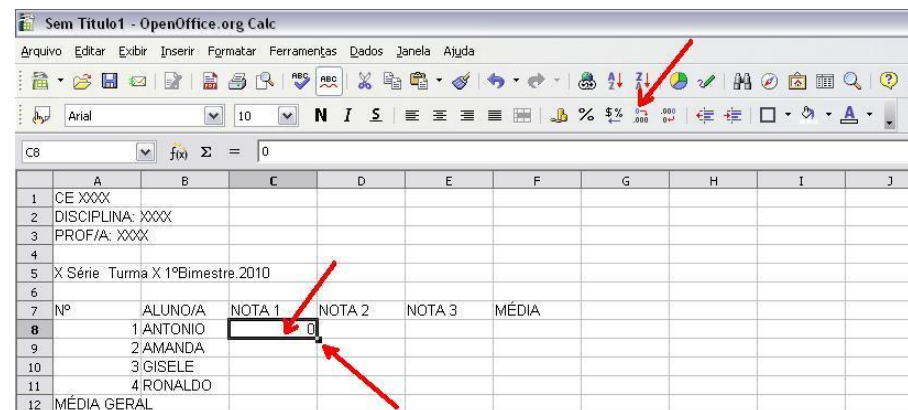 Sem Título1 - OpenOffice.org Calc
Arquivo Editar Exibir Inserir Formatar Ferramentas Dados Janela Ajuda
Arial 10 N I S % $%
C8 f(x) Σ = 0
A B C D E F G H I J
1 CE XXXX
2 DISCIPLINA: XXXX
3 PROF/A: XXXX
4
5 X Série Turma X 1ºBimestre.2010
6
7 Nº ALUNO/A NOTA 1 NOTA 2 NOTA 3 MÉDIA
8 1 ANTONIO 0
9 2 AMANDA
10 3 GISELE
11 4 RONALDO
12 MÉDIA GERAL